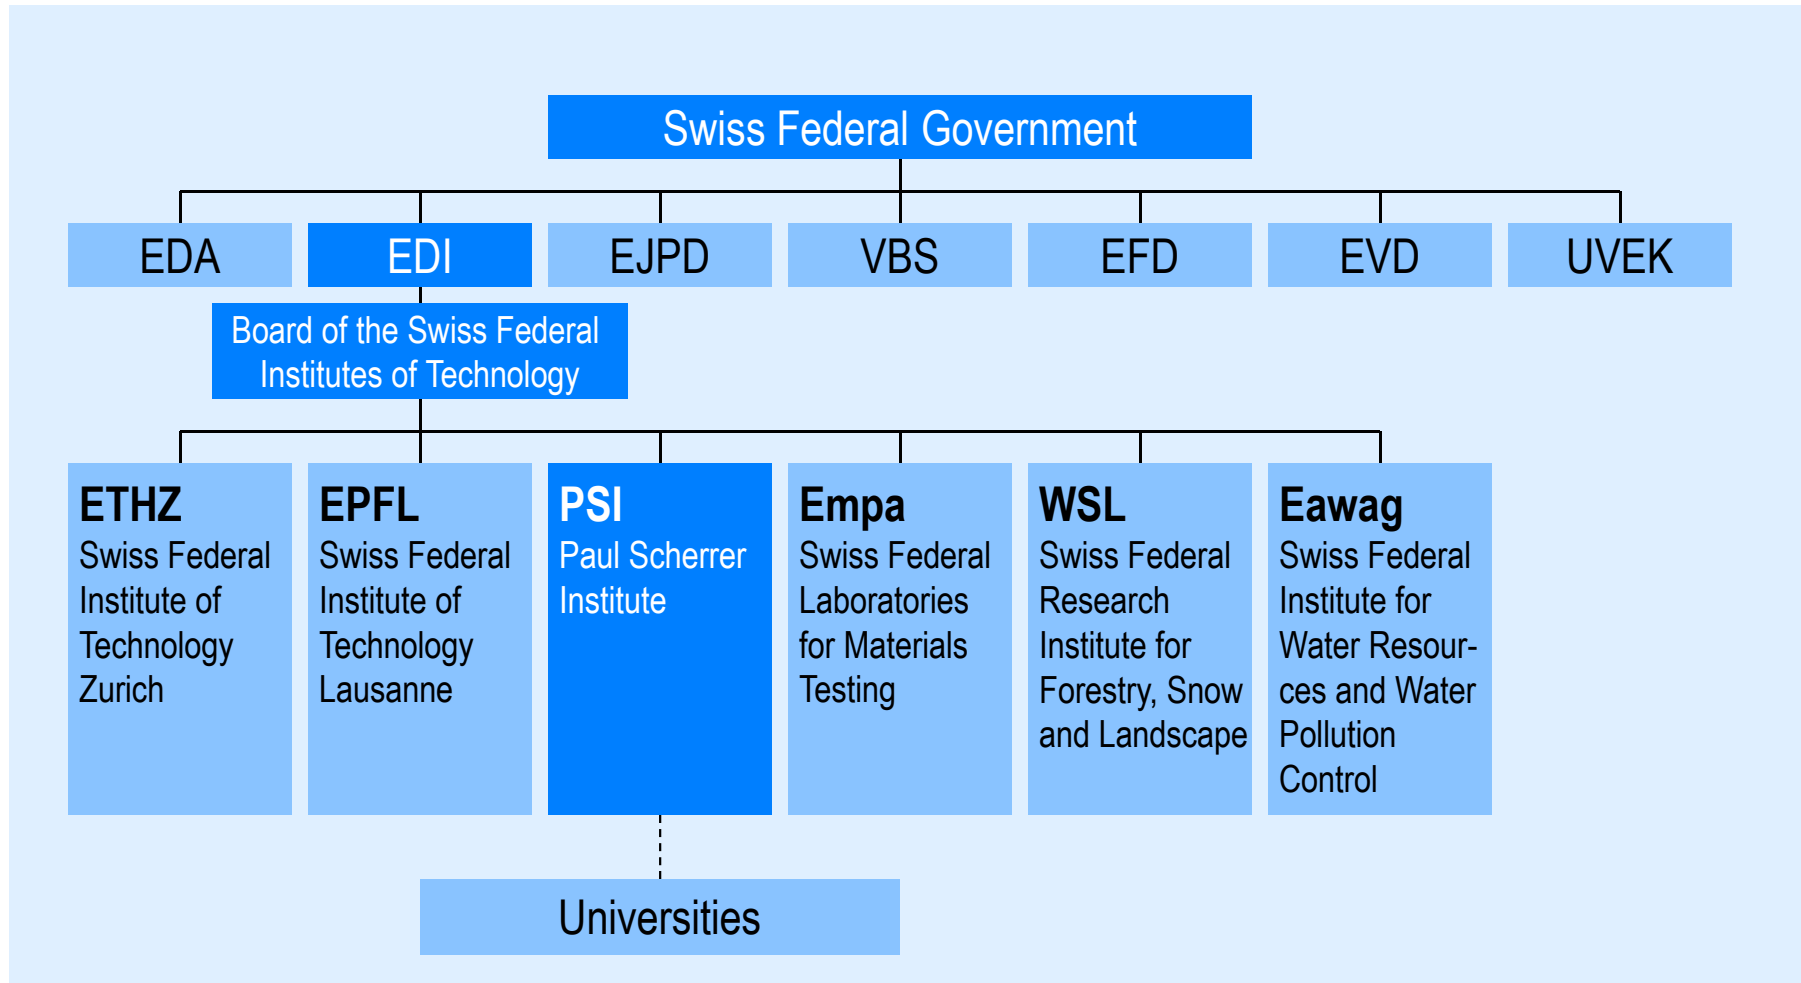 Swiss Federal Government
EDA
EDI
EJPD
VBS
EFD
EVD
UVEK
Board of the Swiss Federal
Institutes of Technology
ETHZ
Swiss Federal
Institute of
Technology
Zurich
EPFL
Swiss Federal
Institute of
Technology
Lausanne
PSI
Paul Scherrer
Institute
Empa
Swiss Federal
Laboratories
for Materials
Testing
WSL
Swiss Federal
Research
Institute for
Forestry, Snow
and Landscape
Eawag
Swiss Federal
Institute for
Water Resour-
ces and Water
Pollution
Control
Universities